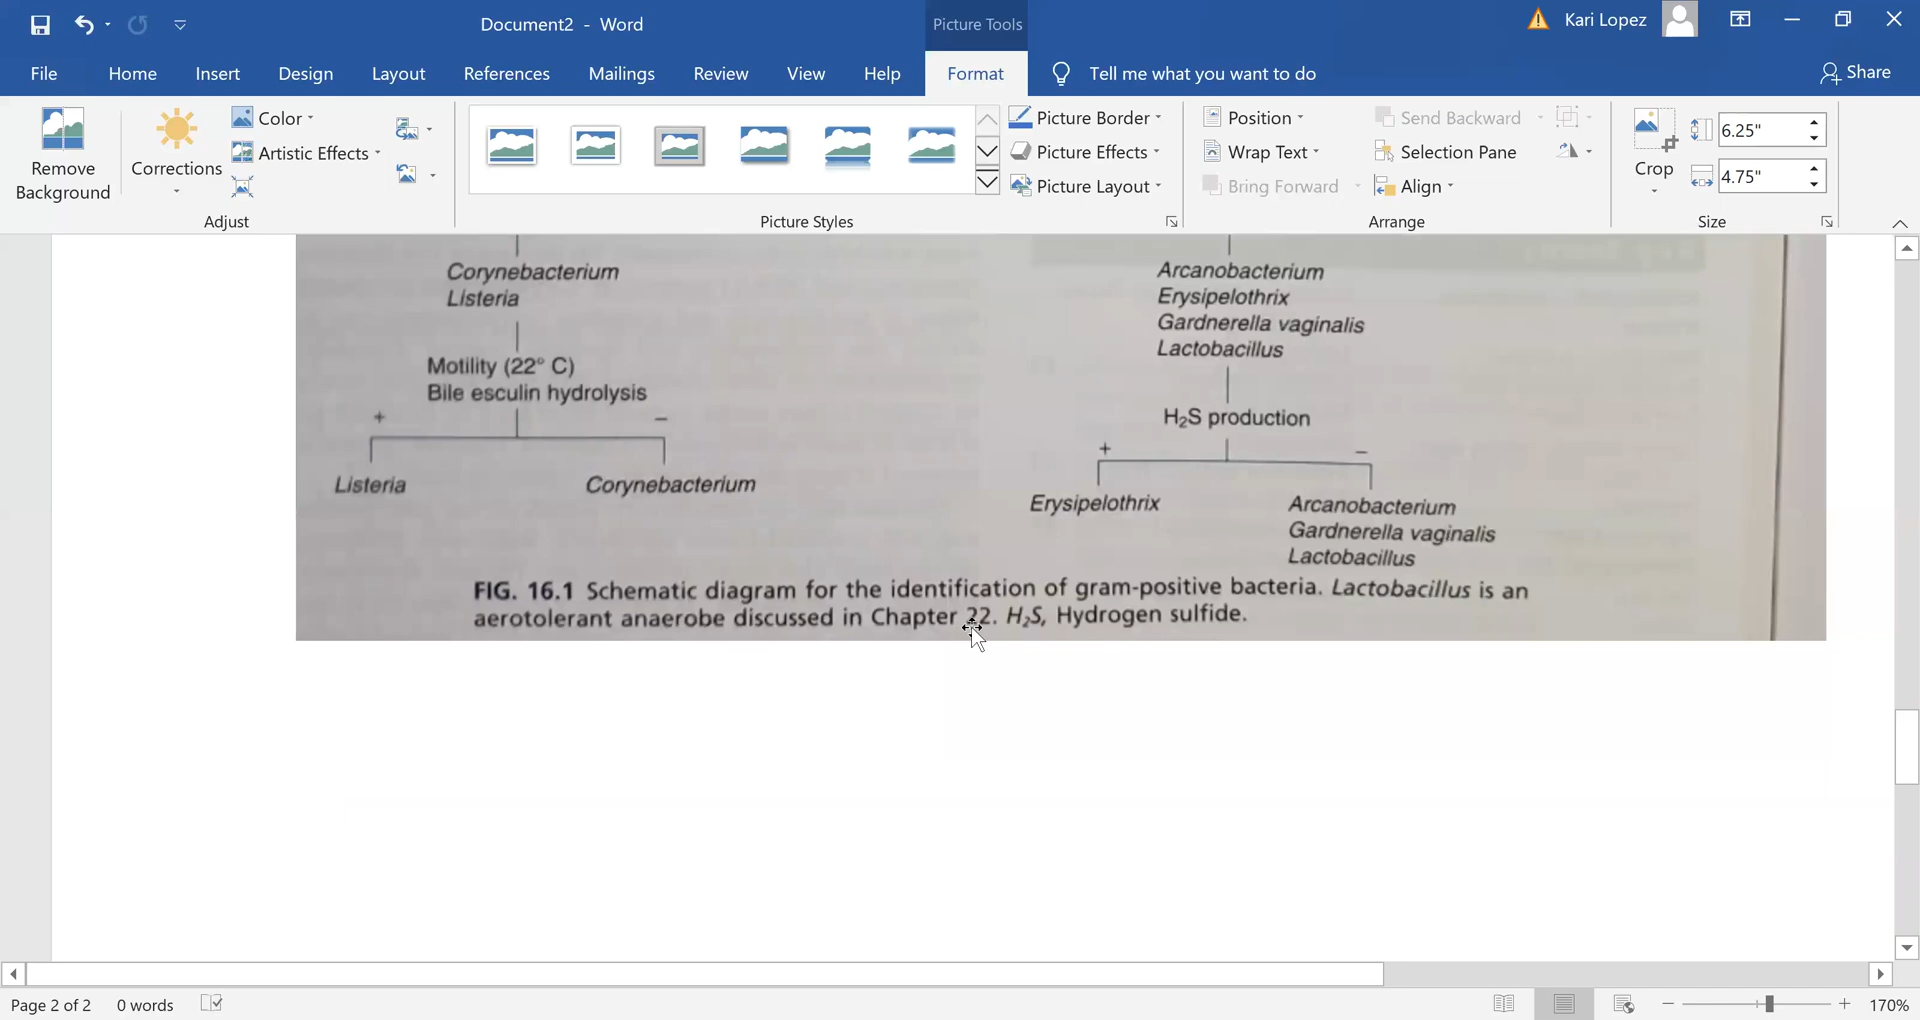 Document2 - Word
Picture Tools
Kari Lopez
File
Home
Insert
Design
Layout
References
Mailings
Review
View
Help
Format
Tell me what you want to do
Share
Remove
Background
Corrections
Color
Artistic Effects
Adjust
Picture Styles
Picture Border
Picture Effects
Picture Layout
Position
Wrap Text
Bring Forward
Send Backward
Selection Pane
Align
Arrange
Crop
6.25"
4.75"
Size
Corynebacterium
Listeria
Motility (22° C)
Bile esculin hydrolysis
+ −
Listeria
Corynebacterium
Arcanobacterium
Erysipelothrix
Gardnerella vaginalis
Lactobacillus
H₂S production
+ −
Erysipelothrix
Arcanobacterium
Gardnerella vaginalis
Lactobacillus
FIG. 16.1 Schematic diagram for the identification of gram-positive bacteria. Lactobacillus is an
aerotolerant anaerobe discussed in Chapter 22. H₂S, Hydrogen sulfide.
Page 2 of 2
0 words
170%